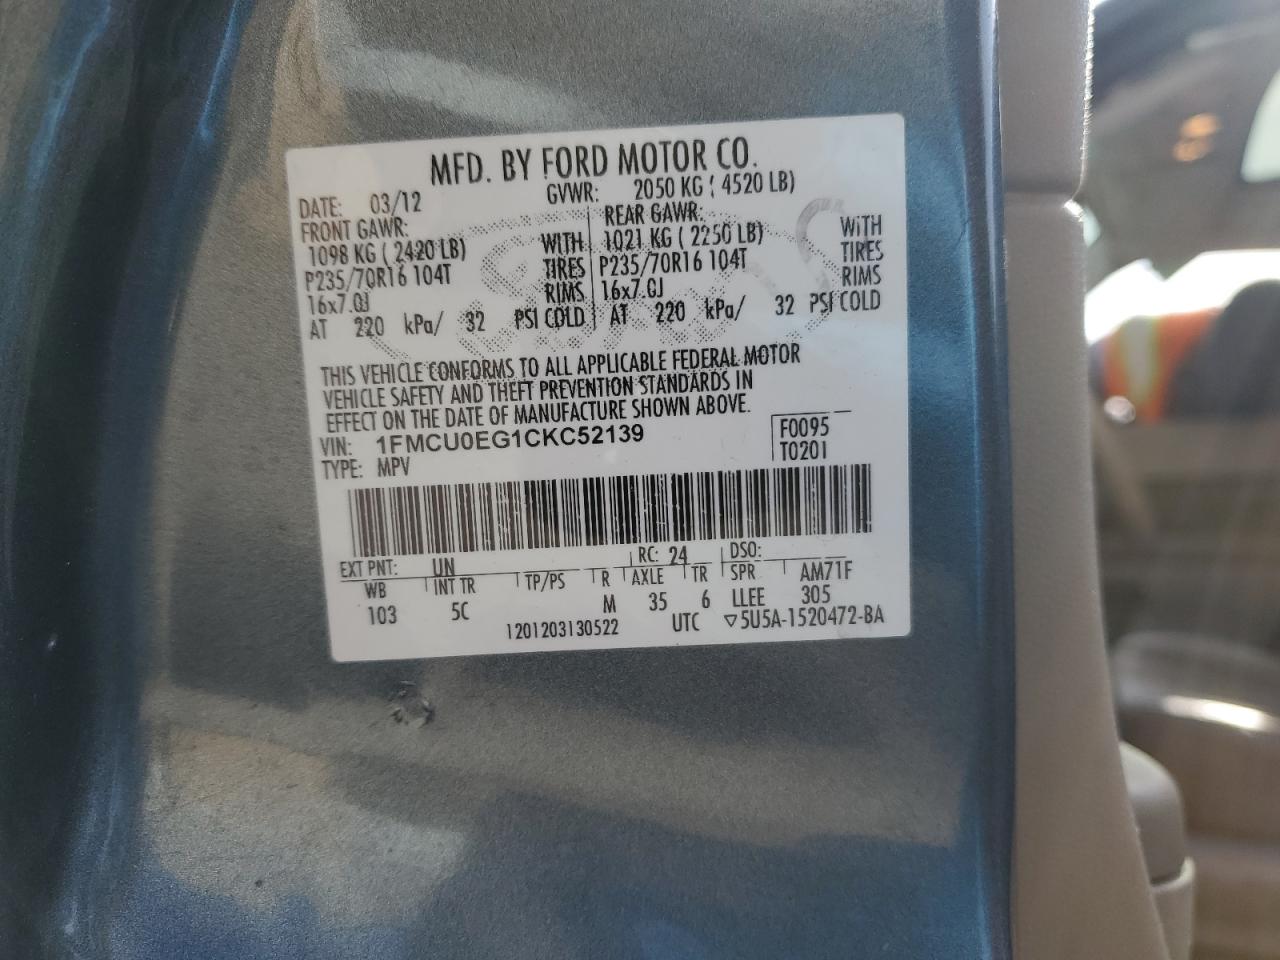 MFD. BY FORD MOTOR CO.
DATE: 03/12 GVWR: 2050 KG ( 4520 LB)
FRONT GAWR: REAR GAWR:
1098 KG ( 2420 LB) WITH 1021 KG ( 2250 LB) WITH
P235/70R16 104T TIRES P235/70R16 104T TIRES
16x7.0J RIMS 16x7.0J RIMS
AT 220 kPa/ 32 PSI COLD AT 220 kPa/ 32 PSI COLD
THIS VEHICLE CONFORMS TO ALL APPLICABLE FEDERAL MOTOR
VEHICLE SAFETY AND THEFT PREVENTION STANDARDS IN
EFFECT ON THE DATE OF MANUFACTURE SHOWN ABOVE.
VIN: 1FMCU0EG1CKC52139 F0095
TYPE: MPV T0201
EXT PNT: UN RC: 24 DSO:
WB INT TR TP/PS R AXLE TR SPR AM71F
103 5C M 35 6 LLEE 305
1201203130522 UTC ▽5U5A-1520472-BA